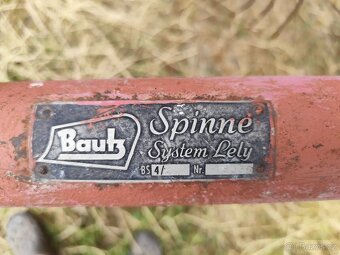 Bautz
Spinne
System Lely
BS 4/ Nr.